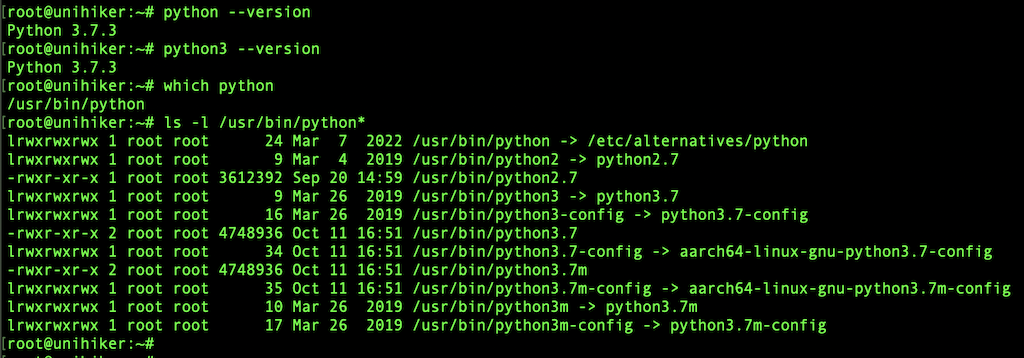 [root@unihiker:~# python --version
Python 3.7.3
[root@unihiker:~# python3 --version
Python 3.7.3
[root@unihiker:~# which python
/usr/bin/python
[root@unihiker:~# ls -l /usr/bin/python*
lrwxrwxrwx 1 root root      24 Mar  7  2022 /usr/bin/python -> /etc/alternatives/python
lrwxrwxrwx 1 root root       9 Mar  4  2019 /usr/bin/python2 -> python2.7
-rwxr-xr-x 1 root root 3612392 Sep 20 14:59 /usr/bin/python2.7
lrwxrwxrwx 1 root root       9 Mar 26  2019 /usr/bin/python3 -> python3.7
lrwxrwxrwx 1 root root      16 Mar 26  2019 /usr/bin/python3-config -> python3.7-config
-rwxr-xr-x 2 root root 4748936 Oct 11 16:51 /usr/bin/python3.7
lrwxrwxrwx 1 root root      34 Oct 11 16:51 /usr/bin/python3.7-config -> aarch64-linux-gnu-python3.7-config
-rwxr-xr-x 2 root root 4748936 Oct 11 16:51 /usr/bin/python3.7m
lrwxrwxrwx 1 root root      35 Oct 11 16:51 /usr/bin/python3.7m-config -> aarch64-linux-gnu-python3.7m-config
lrwxrwxrwx 1 root root      10 Mar 26  2019 /usr/bin/python3m -> python3.7m
lrwxrwxrwx 1 root root      17 Mar 26  2019 /usr/bin/python3m-config -> python3.7m-config
[root@unihiker:~#